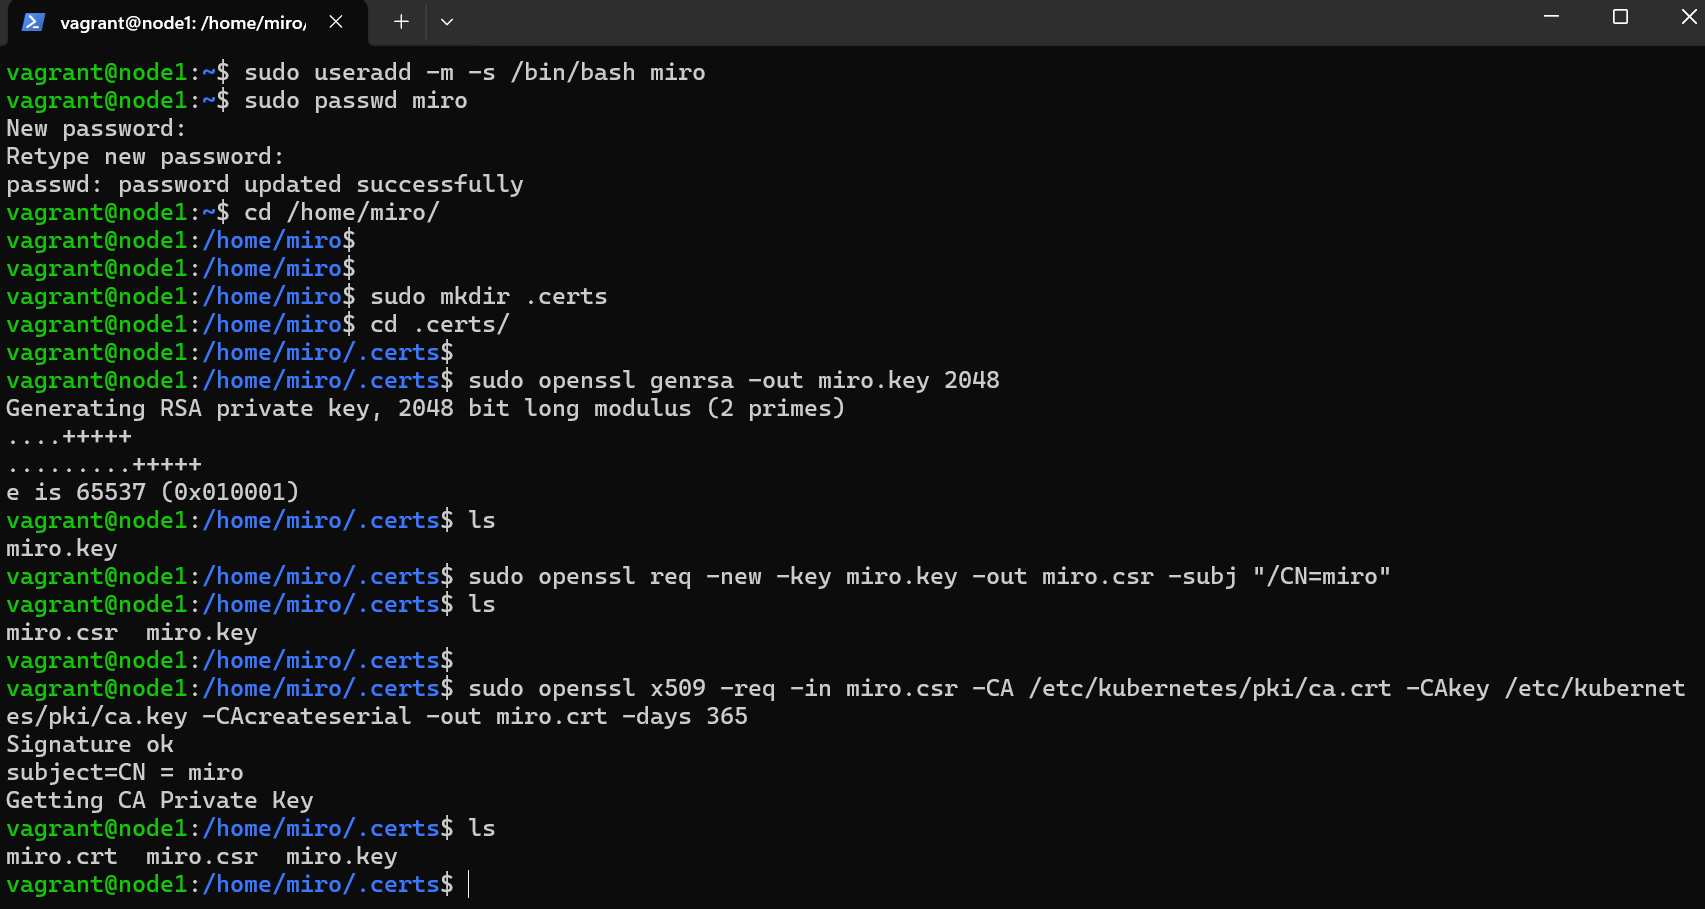 vagrant@node1: /home/miro/
vagrant@node1:~$ sudo useradd -m -s /bin/bash miro
vagrant@node1:~$ sudo passwd miro
New password:
Retype new password:
passwd: password updated successfully
vagrant@node1:~$ cd /home/miro/
vagrant@node1:/home/miro$
vagrant@node1:/home/miro$
vagrant@node1:/home/miro$ sudo mkdir .certs
vagrant@node1:/home/miro$ cd .certs/
vagrant@node1:/home/miro/.certs$
vagrant@node1:/home/miro/.certs$ sudo openssl genrsa -out miro.key 2048
Generating RSA private key, 2048 bit long modulus (2 primes)
....+++++
.........+++++
e is 65537 (0x010001)
vagrant@node1:/home/miro/.certs$ ls
miro.key
vagrant@node1:/home/miro/.certs$ sudo openssl req -new -key miro.key -out miro.csr -subj "/CN=miro"
vagrant@node1:/home/miro/.certs$ ls
miro.csr  miro.key
vagrant@node1:/home/miro/.certs$
vagrant@node1:/home/miro/.certs$ sudo openssl x509 -req -in miro.csr -CA /etc/kubernetes/pki/ca.crt -CAkey /etc/kubernet
es/pki/ca.key -CAcreateserial -out miro.crt -days 365
Signature ok
subject=CN = miro
Getting CA Private Key
vagrant@node1:/home/miro/.certs$ ls
miro.crt  miro.csr  miro.key
vagrant@node1:/home/miro/.certs$